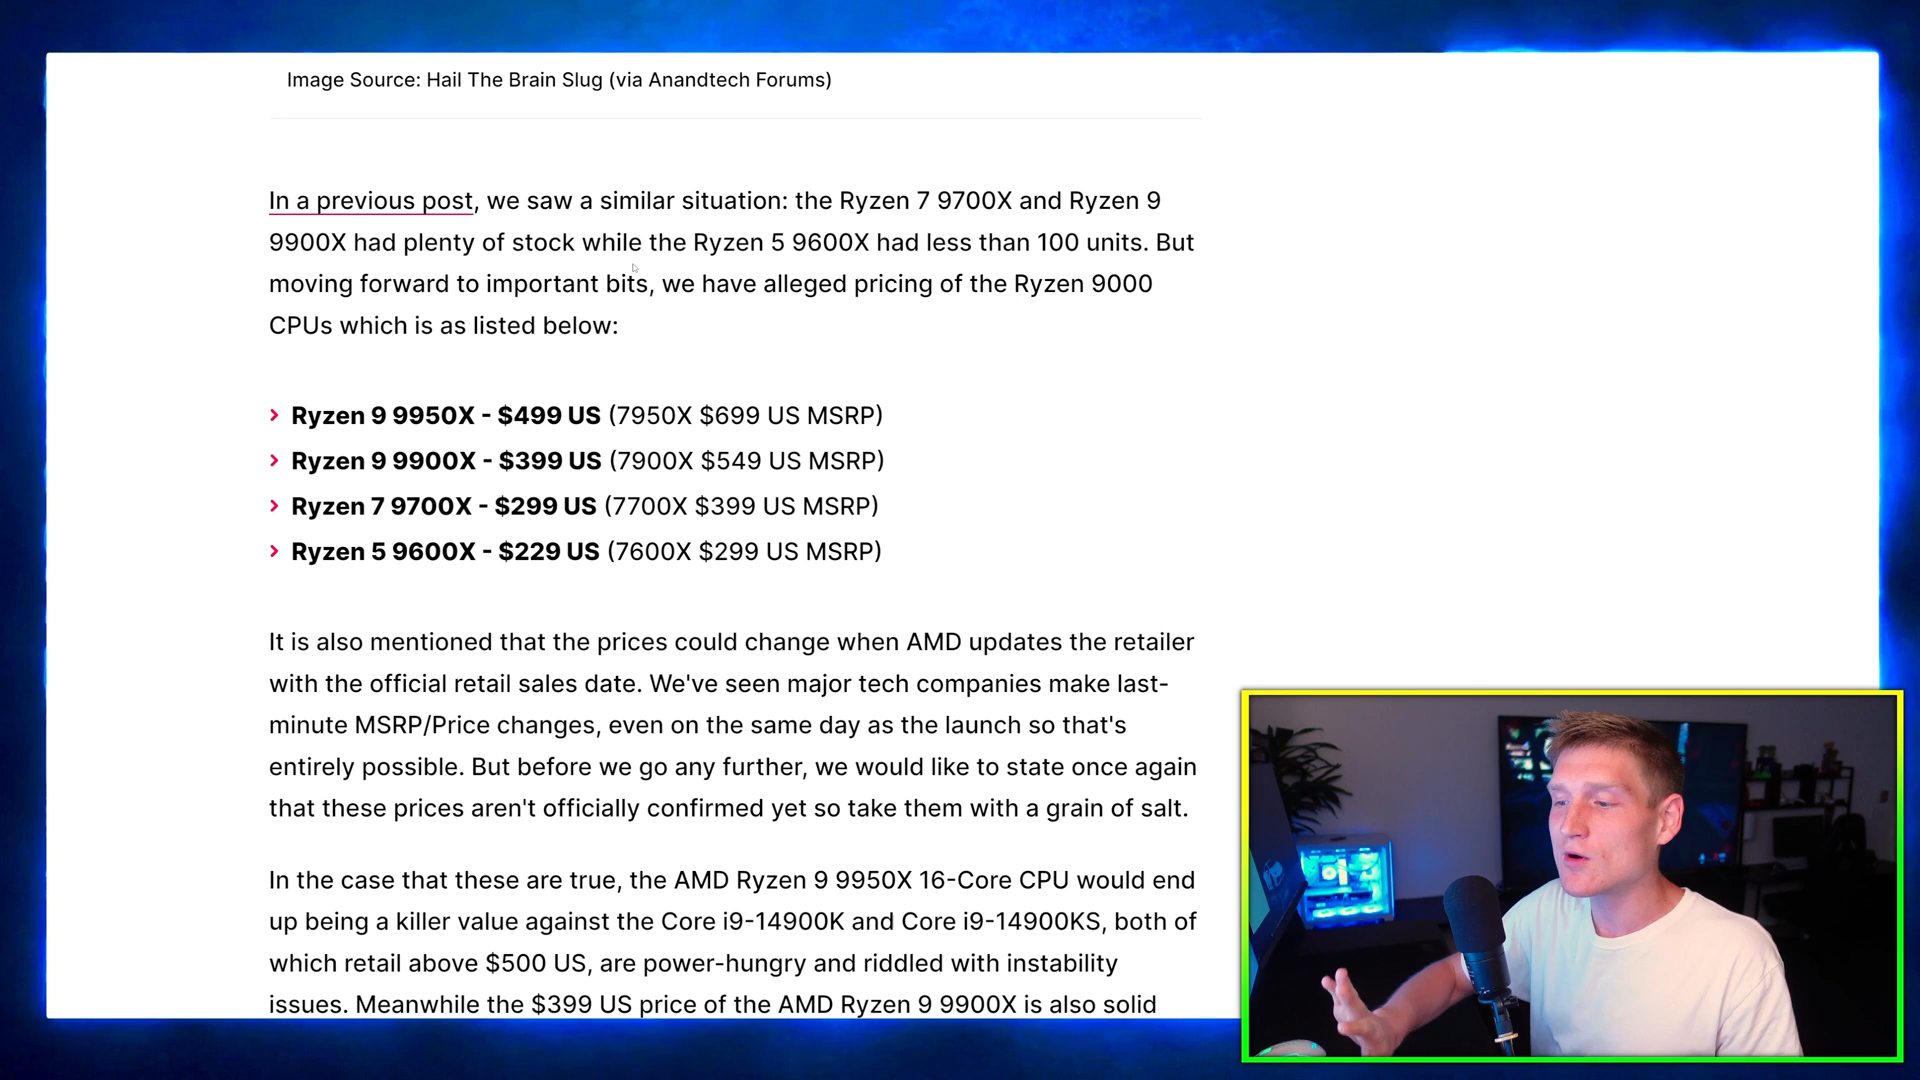 Image Source: Hail The Brain Slug (via Anandtech Forums)
In a previous post, we saw a similar situation: the Ryzen 7 9700X and Ryzen 9
9900X had plenty of stock while the Ryzen 5 9600X had less than 100 units. But
moving forward to important bits, we have alleged pricing of the Ryzen 9000
CPUs which is as listed below:
Ryzen 9 9950X - $499 US (7950X $699 US MSRP)
Ryzen 9 9900X - $399 US (7900X $549 US MSRP)
Ryzen 7 9700X - $299 US (7700X $399 US MSRP)
Ryzen 5 9600X - $229 US (7600X $299 US MSRP)
It is also mentioned that the prices could change when AMD updates the retailer
with the official retail sales date. We've seen major tech companies make last-
minute MSRP/Price changes, even on the same day as the launch so that's
entirely possible. But before we go any further, we would like to state once again
that these prices aren't officially confirmed yet so take them with a grain of salt.
In the case that these are true, the AMD Ryzen 9 9950X 16-Core CPU would end
up being a killer value against the Core i9-14900K and Core i9-14900KS, both of
which retail above $500 US, are power-hungry and riddled with instability
issues. Meanwhile the $399 US price of the AMD Ryzen 9 9900X is also solid